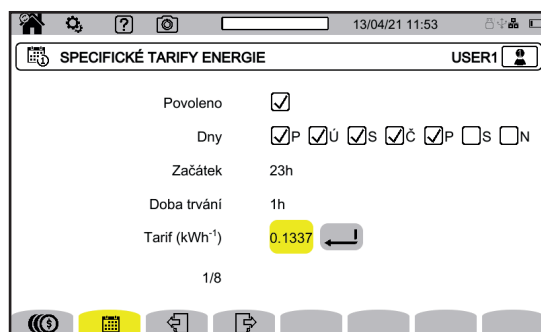 13/04/21 11:53
SPECIFICKÉ TARIFY ENERGIE USER1
Povoleno
Dny P Ú S Č P S N
Začátek 23h
Doba trvání 1h
Tarif (kWh⁻¹) 0.1337
1/8